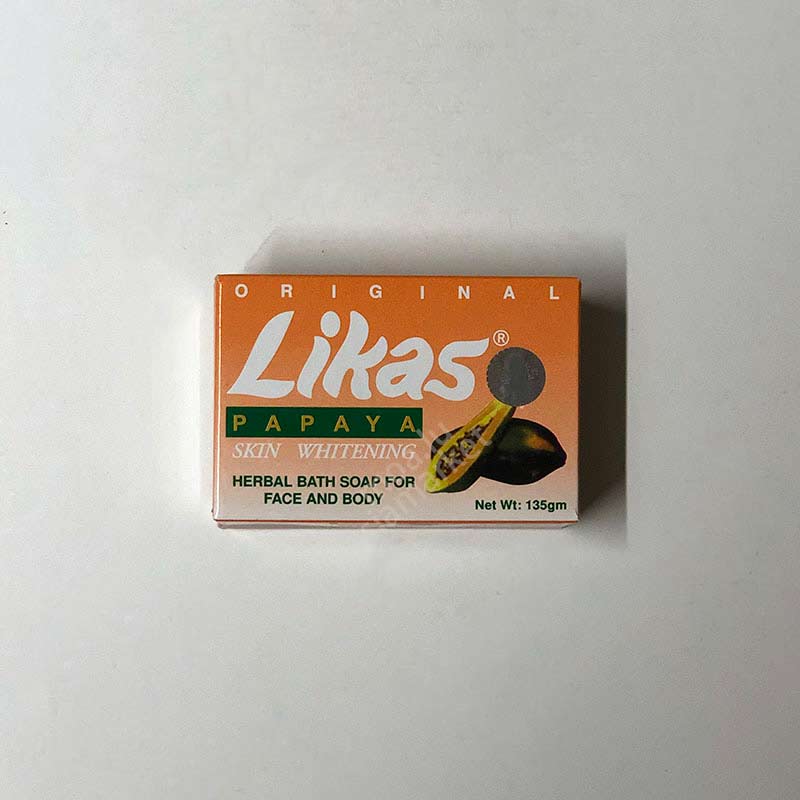 ORIGINAL
Likas®
PAPAYA
SKIN WHITENING
HERBAL BATH SOAP FOR
FACE AND BODY
Net Wt: 135gm